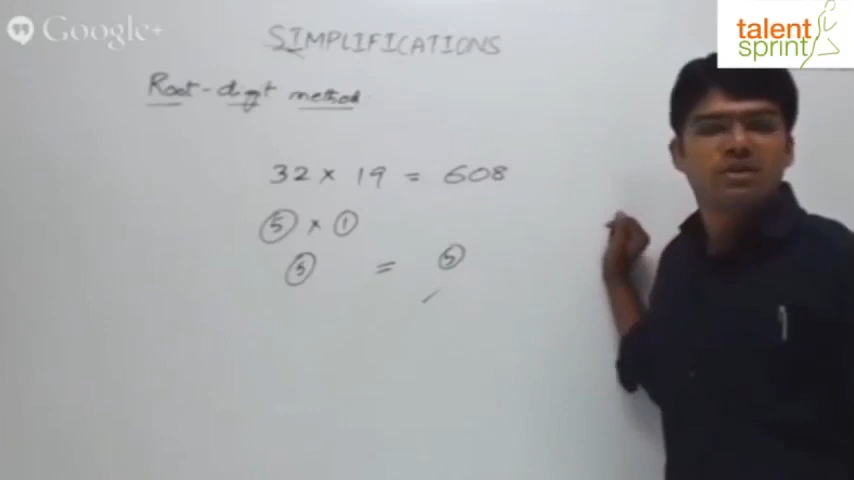 Google+
talent
sprint
SIMPLIFICATIONS
Root-digit method
32 × 19 = 608
5 × 1
5 = 5